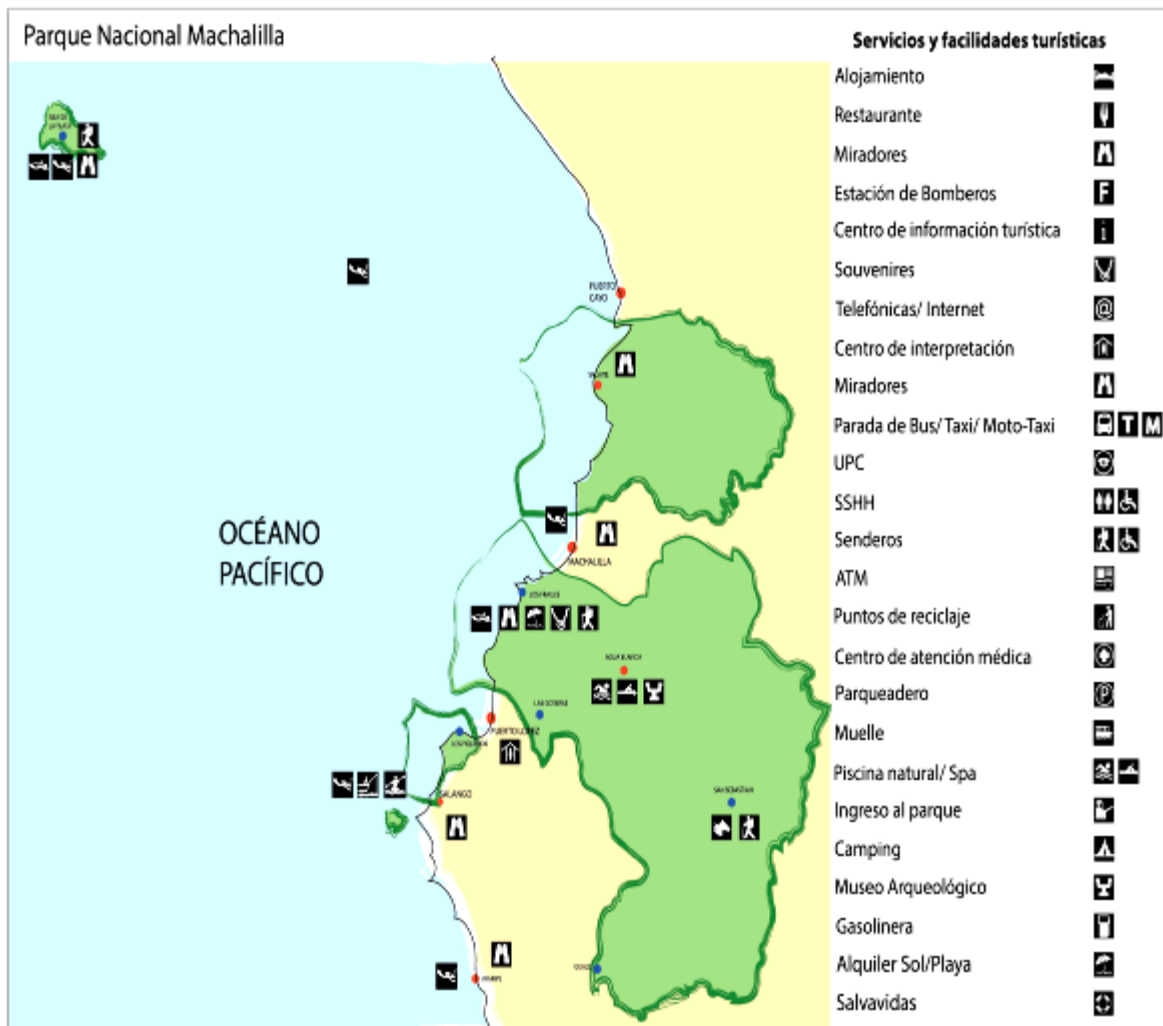 Parque Nacional Machalilla
Servicios y facilidades turísticas
Alojamiento
Restaurante
Miradores
Estación de Bomberos
F
Centro de información turística
i
Souvenires
Telefónicas/ Internet
@
Centro de interpretación
Miradores
Parada de Bus/ Taxi/ Moto-Taxi
T M
UPC
SSHH
Senderos
ATM
Puntos de reciclaje
Centro de atención médica
Parqueadero
P
Muelle
Piscina natural/ Spa
Ingreso al parque
Camping
Museo Arqueológico
Gasolinera
Alquiler Sol/Playa
Salvavidas
PUERTO
CAYO
OCÉANO
PACÍFICO
MACHALILLA
LOS FRAILES
AGUA BLANCA
PUERTO LOPEZ
SALANGO
SAN SEBASTIAN